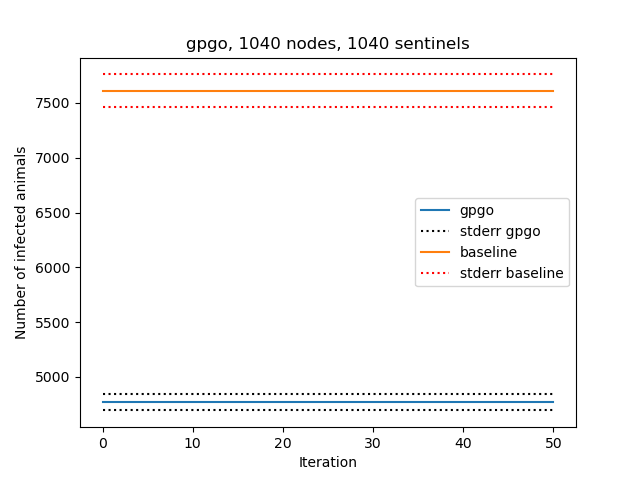 gpgo, 1040 nodes, 1040 sentinels
7500
7000
6500
6000
5500
5000
Number of infected animals
gpgo
stderr gpgo
baseline
stderr baseline
0 10 20 30 40 50
Iteration